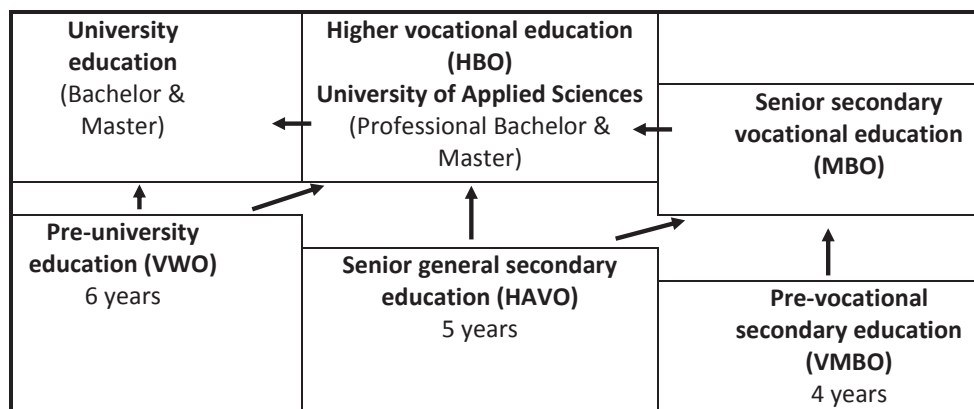 University
education
(Bachelor &
Master)
Higher vocational education
(HBO)
University of Applied Sciences
(Professional Bachelor &
Master)
Senior secondary
vocational education
(MBO)
Pre-university
education (VWO)
6 years
Senior general secondary
education (HAVO)
5 years
Pre-vocational
secondary education
(VMBO)
4 years